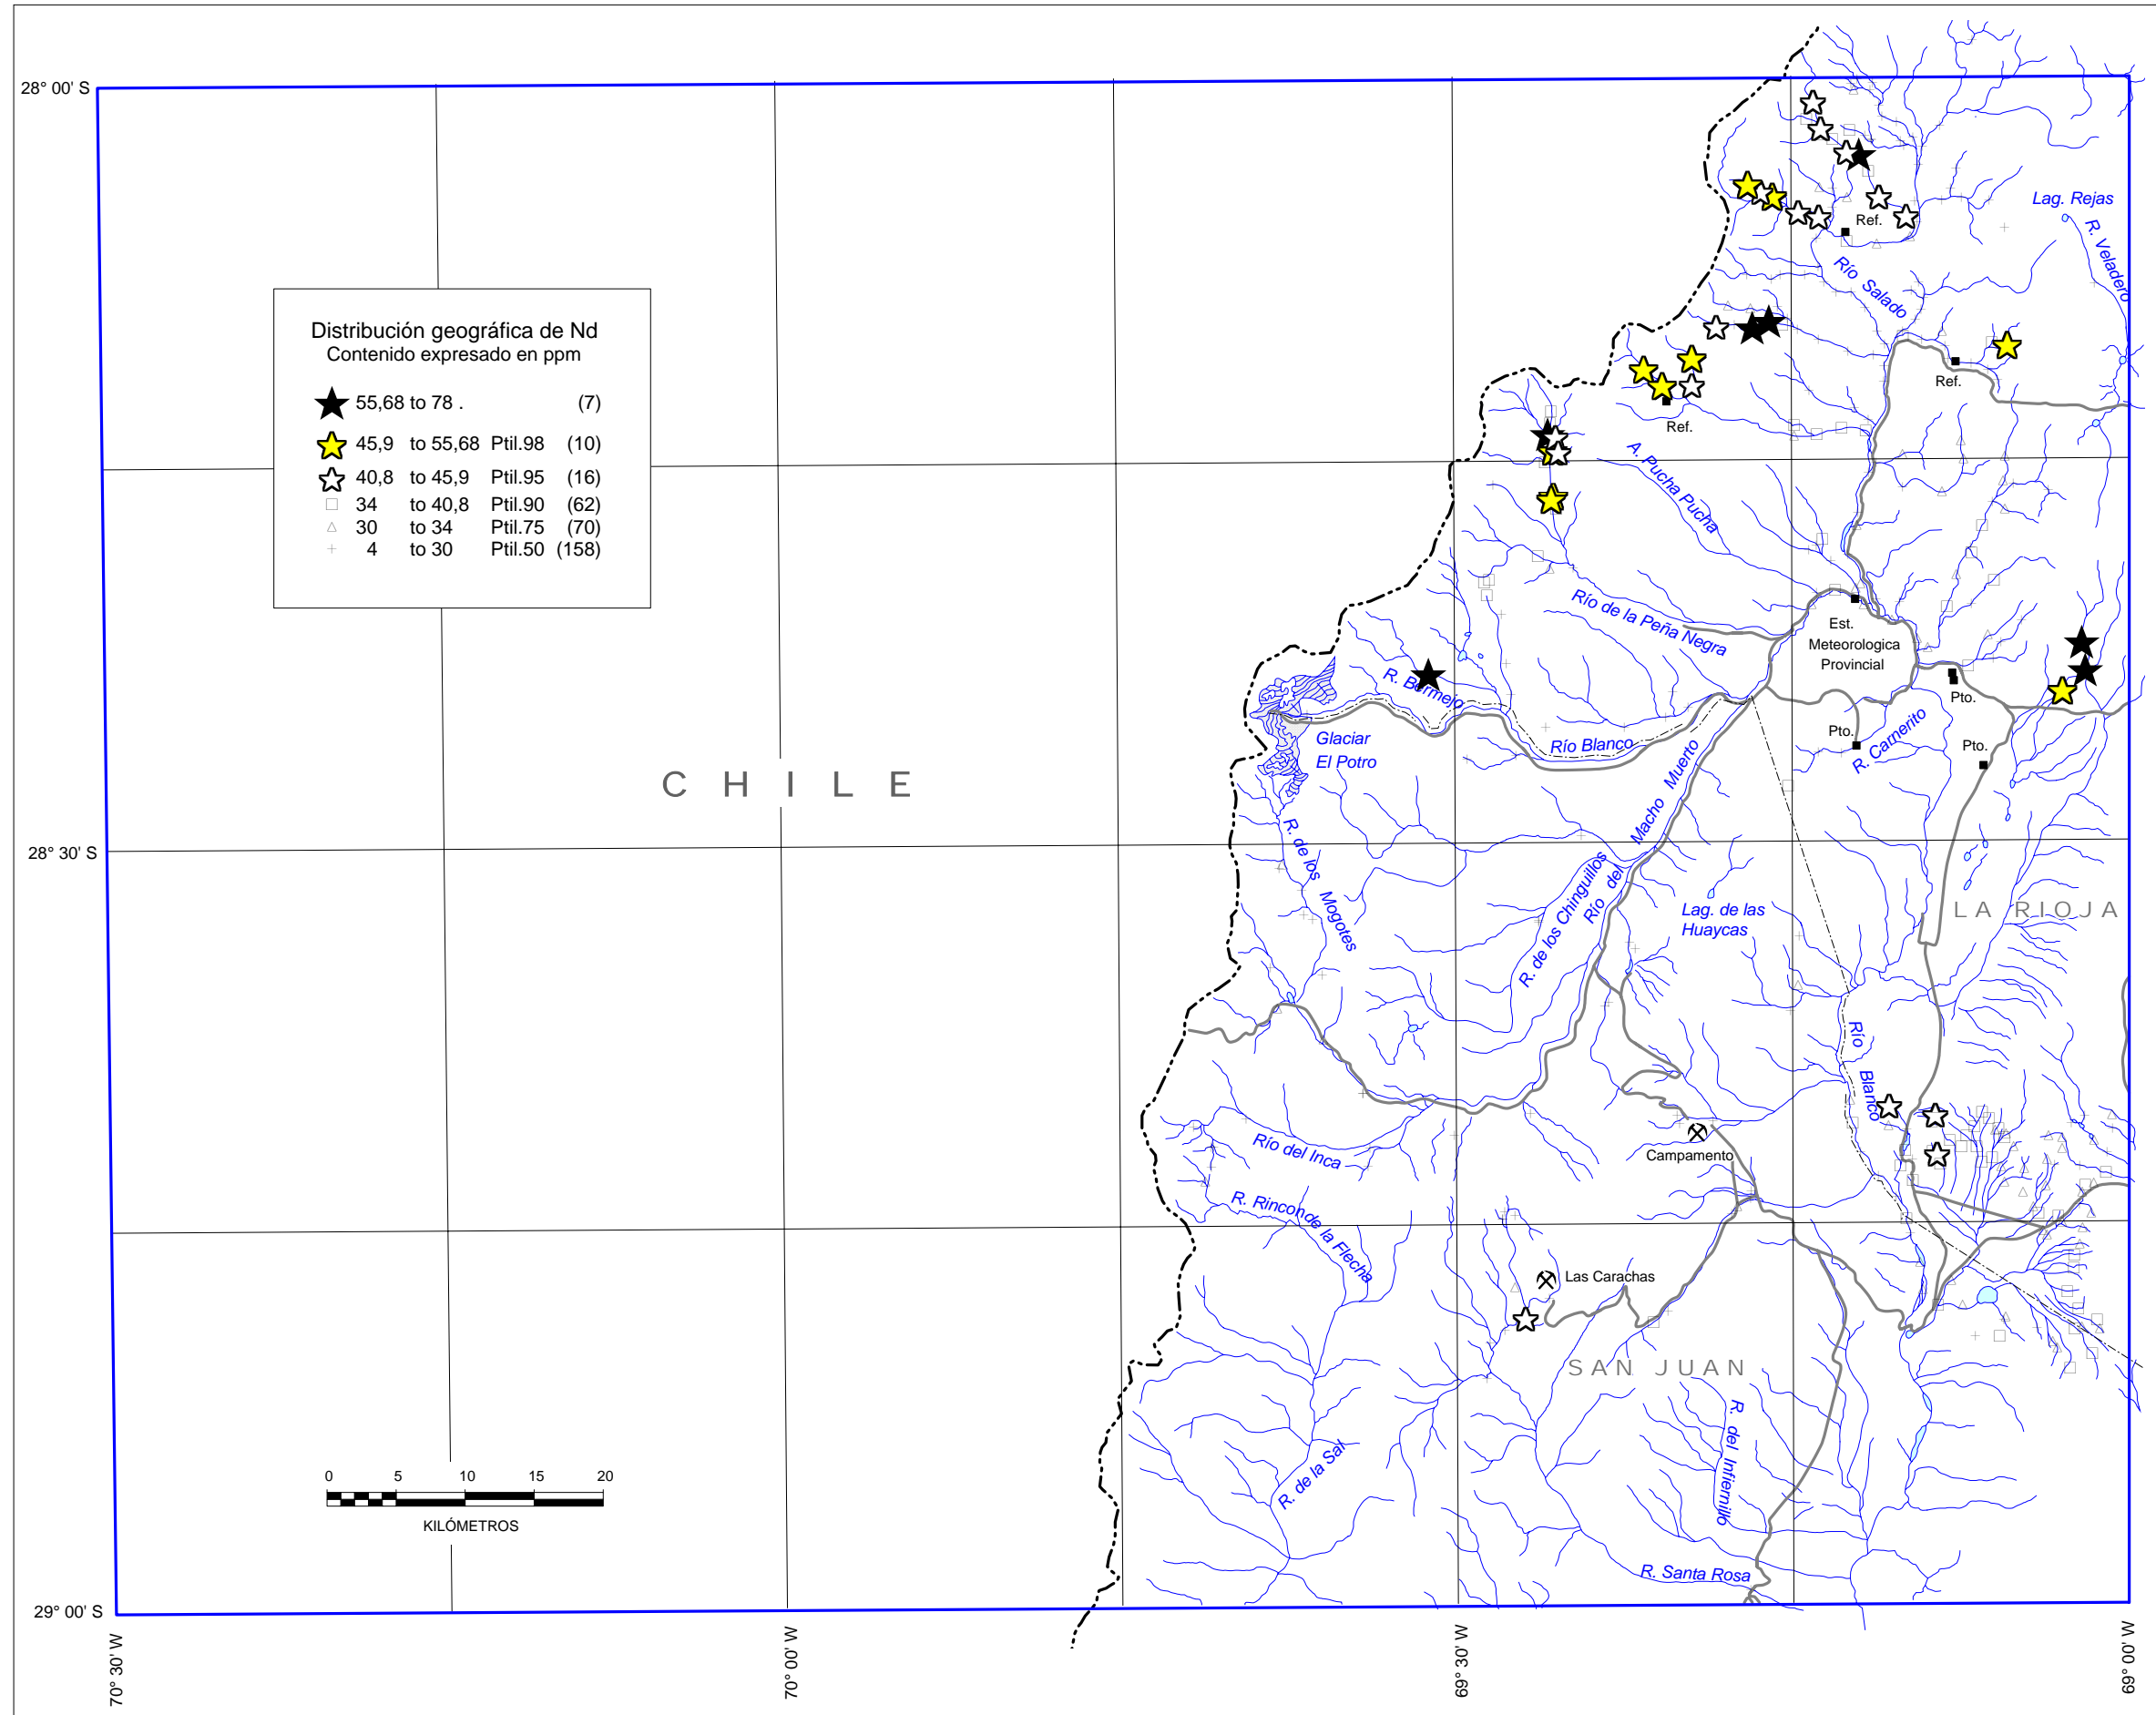 28° 00' S
Lag. Rejas
R. Veladero
Ref.
Río Salado
Distribución geográfica de Nd
Contenido expresado en ppm
55,68 to 78 . (7)
45,9 to 55,68 Ptil.98 (10)
40,8 to 45,9 Ptil.95 (16)
34 to 40,8 Ptil.90 (62)
30 to 34 Ptil.75 (70)
4 to 30 Ptil.50 (158)
Ref.
Ref.
A. Pucha Pucha
Río de la Peña Negra
Est.
Meteorologica
Provincial
R. Bermejo
Pto.
Pto.
R. Carnerito
Pto.
Glaciar
El Potro
Río Blanco
CHILE
Río del Macho Muerto
R. de los Mogotes
R. de los Chinguillos
28° 30' S
Lag. de las
Huaycas
LA RIOJA
Río Blanco
Río del Inca
Campamento
R. Rincon de la Flecha
Las Carachas
SAN JUAN
R. del Infiernillo
R. de la Sal
0 5 10 15 20
KILÓMETROS
R. Santa Rosa
29° 00' S
70° 30' W
70° 00' W
69° 30' W
69° 00' W